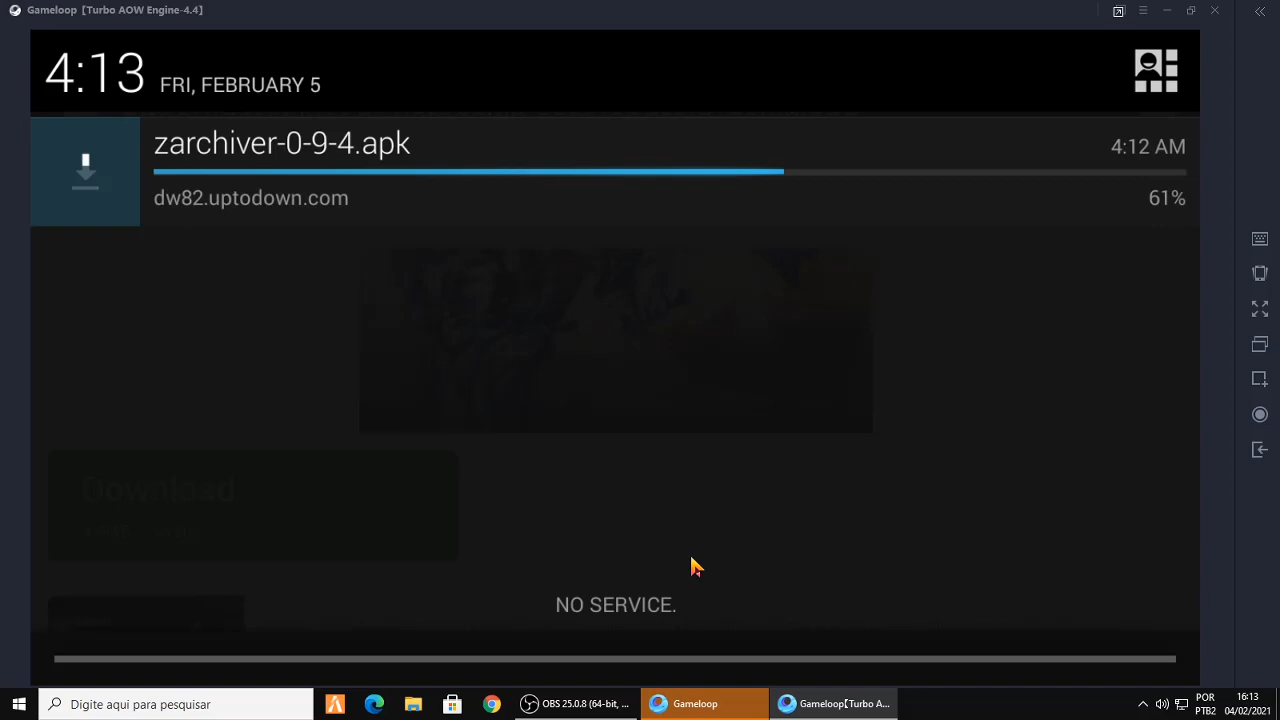 Gameloop [Turbo AOW Engine-4.4]
4:13 FRI, FEBRUARY 5
zarchiver-0-9-4.apk 4:12 AM
dw82.uptodown.com 61%
Download
NO SERVICE.
Digite aqui para pesquisar
OBS 25.0.8 (64-bit, ...
Gameloop
Gameloop[Turbo A...
POR 16:13
PTB2 04/02/2021